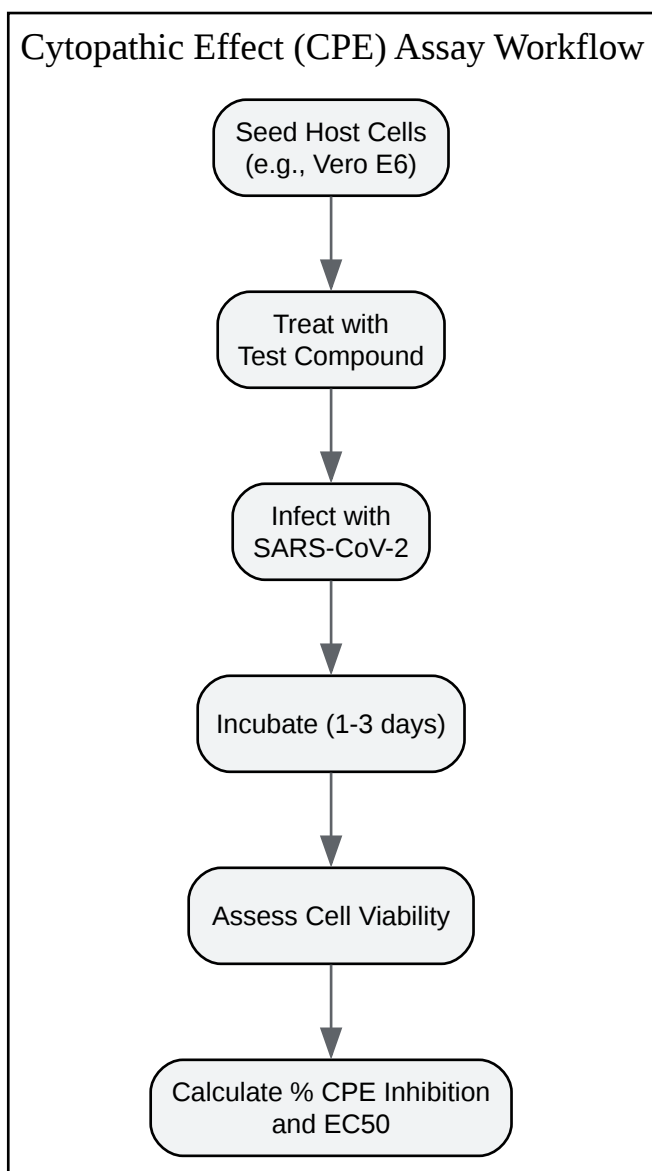 Cytopathic Effect (CPE) Assay Workflow
Seed Host Cells
(e.g., Vero E6)
Treat with
Test Compound
Infect with
SARS-CoV-2
Incubate (1-3 days)
Assess Cell Viability
Calculate % CPE Inhibition
and EC50